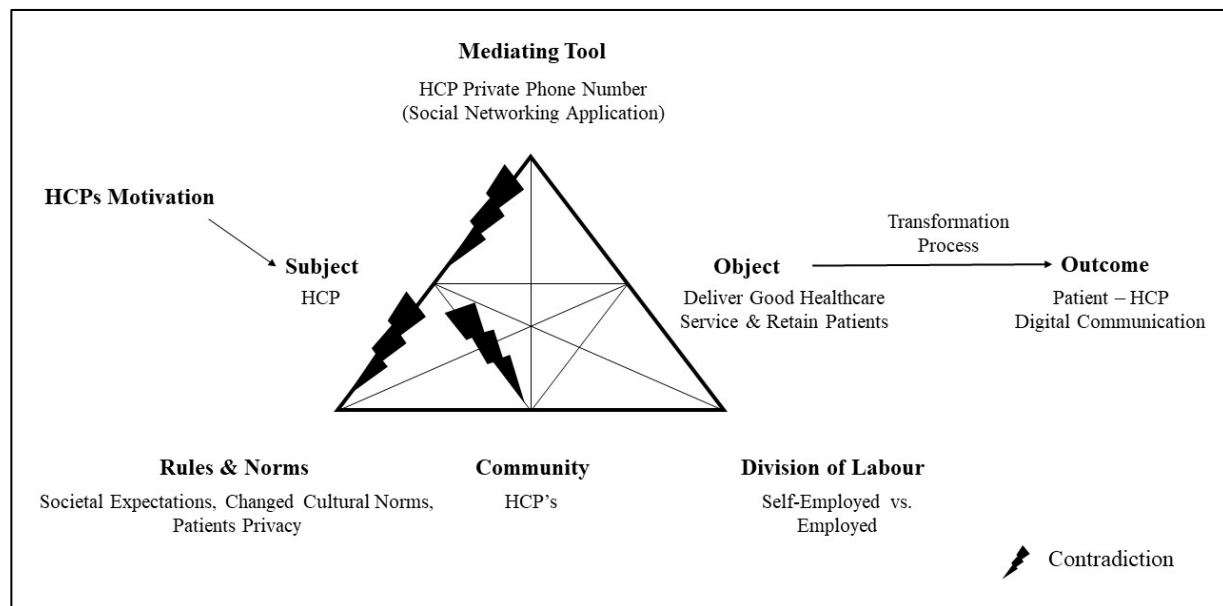 Mediating Tool
HCP Private Phone Number
(Social Networking Application)
HCPs Motivation
Subject
HCP
Object
Deliver Good Healthcare
Service & Retain Patients
Transformation
Process
Outcome
Patient – HCP
Digital Communication
Rules & Norms
Societal Expectations, Changed Cultural Norms,
Patients Privacy
Community
HCP's
Division of Labour
Self-Employed vs.
Employed
Contradiction